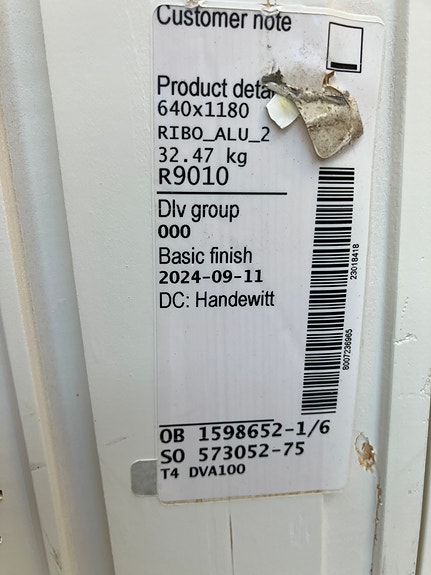 Customer note
Product
640x1180
RIBO_ALU_2
32.47 kg
R9010
Dlv group
000
Basic finish
2024-09-11
DC: Handewitt
23018418
8007236965
OB 1598652-1/6
SO 573052-75
T4 DVA100